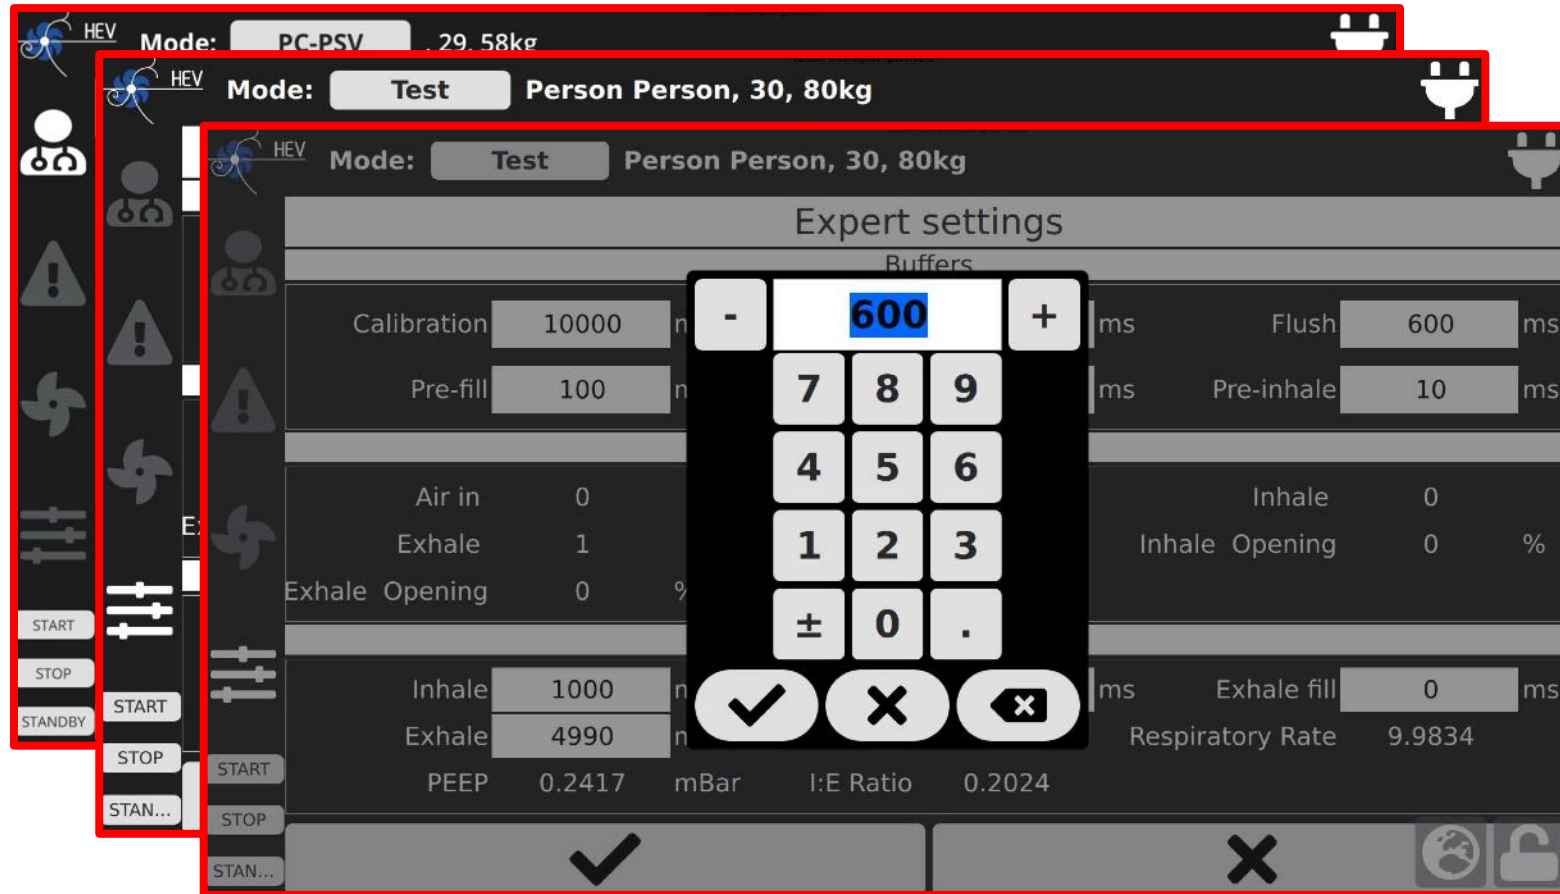 HEV Mode: PC-PSV , 29, 58kg
HEV Mode: Test Person Person, 30, 80kg
HEV Mode: Test Person Person, 30, 80kg
Expert settings
Buffers
Calibration 10000 ms Flush 600 ms
Pre-fill 100 ms Pre-inhale 10 ms
- 600 +
7 8 9
4 5 6
1 2 3
± 0 .
Air in 0 Inhale 0
Exhale 1 Inhale Opening 0 %
Exhale Opening 0 %
Inhale 1000 ms Exhale fill 0 ms
Exhale 4990 Respiratory Rate 9.9834
PEEP 0.2417 mBar I:E Ratio 0.2024
START
STOP
STANDBY
START
STOP
STAN...
START
STOP
STAN...